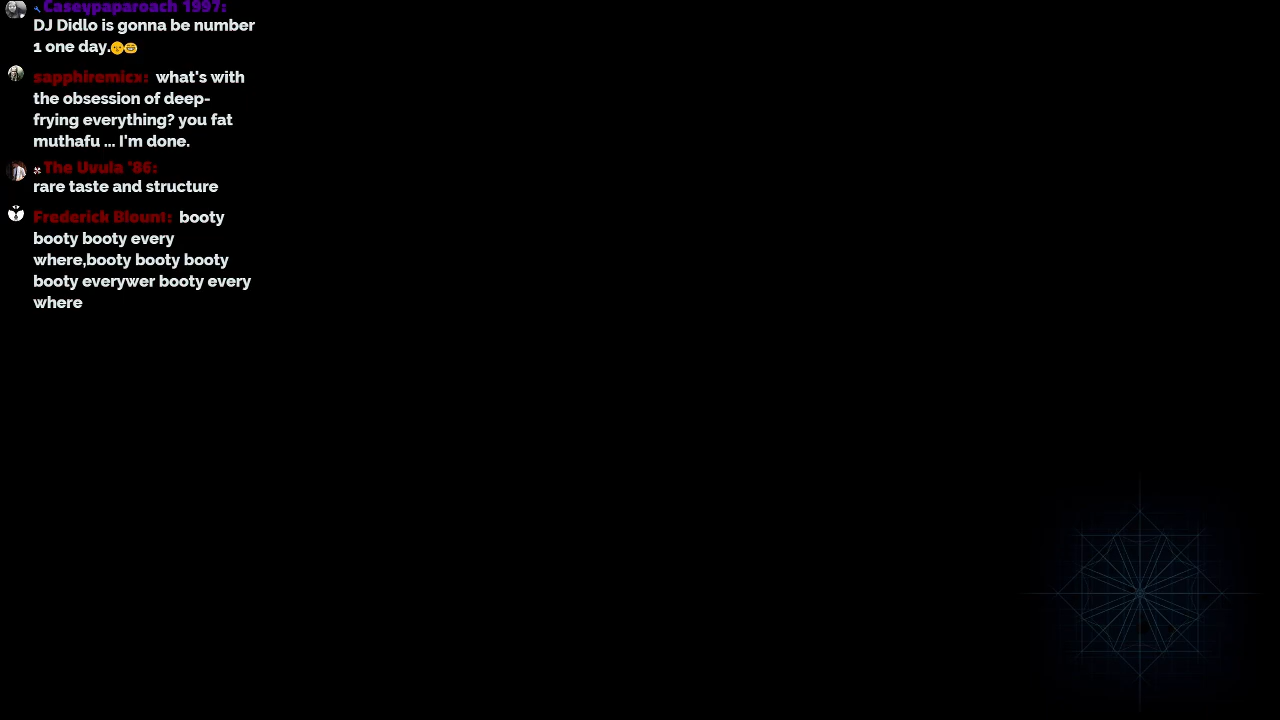 Caseypaparoach 1997:
DJ Didlo is gonna be number
1 one day.
sapphiremicx: what's with
the obsession of deep-
frying everything? you fat
muthafu ... I'm done.
The Uvula '86:
rare taste and structure
Frederick Blount: booty
booty booty every
where,booty booty booty
booty everywer booty every
where